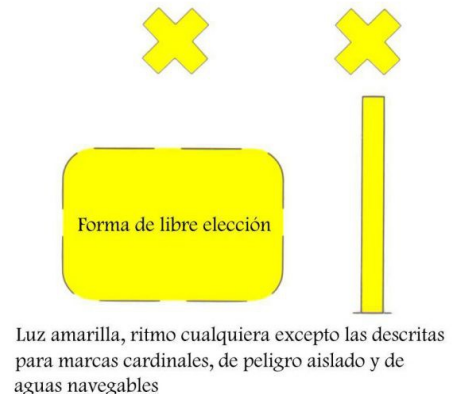 Forma de libre elección
Luz amarilla, ritmo cualquiera excepto las descritas
para marcas cardinales, de peligro aislado y de
aguas navegables